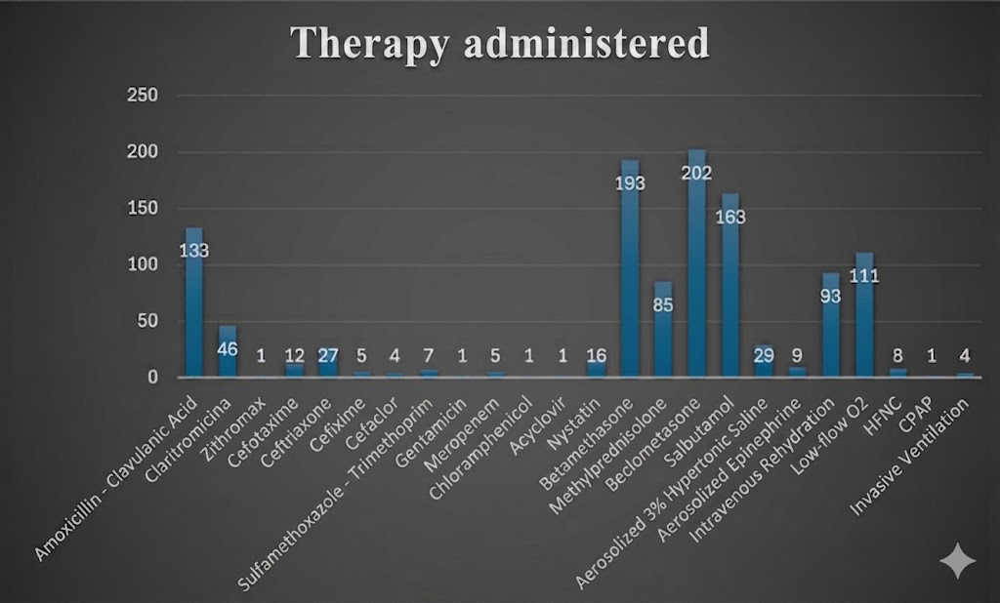 Therapy administered
250
200
150
100
50
0
133
46
1
12
27
5
4
7
1
5
1
1
16
193
85
202
163
29
9
93
111
8
1
4
Amoxicillin - Clavulanic Acid
Claritromicina
Zithromax
Cefotaxime
Ceftriaxone
Cefixime
Cefaclor
Sulfamethoxazole - Trimethoprim
Gentamicin
Meropenem
Chloramphenicol
Acyclovir
Nystatin
Betamethasone
Methylprednisolone
Beclometasone
Salbutamol
Aerosolized 3% Hypertonic Saline
Aerosolized Epinephrine
Intravenous Rehydration
Low-flow O2
HFNC
CPAP
Invasive Ventilation